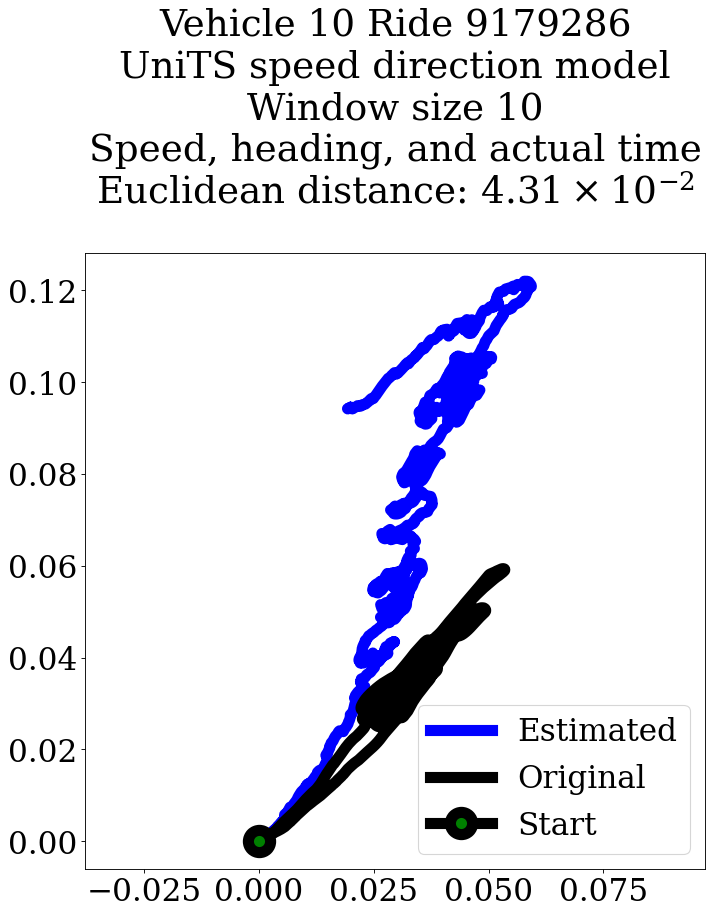 Vehicle 10 Ride 9179286
UniTS speed direction model
Window size 10
Speed, heading, and actual time
Euclidean distance: 4.31 × 10⁻²
0.12
0.10
0.08
0.06
0.04
0.02
0.00
Estimated
Original
Start
−0.025 0.000 0.025 0.050 0.075